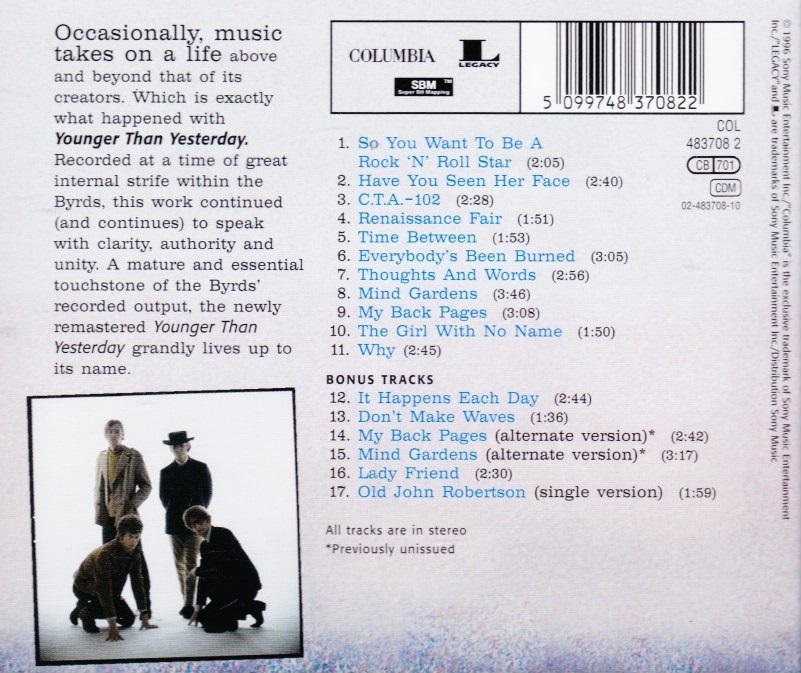 Occasionally, music
takes on a life above
and beyond that of its
creators. Which is exactly
what happened with
Younger Than Yesterday.
Recorded at a time of great
internal strife within the
Byrds, this work continued
(and continues) to speak
with clarity, authority and
unity. A mature and essential
touchstone of the Byrds'
recorded output, the newly
remastered Younger Than
Yesterday grandly lives up to
its name.
COLUMBIA
L
LEGACY
SBM™
Super Bit Mapping
5 099748 370822
COL
483708 2
CB 701
CDM
02-483708-10
1. So You Want To Be A
Rock 'N' Roll Star (2:05)
2. Have You Seen Her Face (2:40)
3. C.T.A.-102 (2:28)
4. Renaissance Fair (1:51)
5. Time Between (1:53)
6. Everybody's Been Burned (3:05)
7. Thoughts And Words (2:56)
8. Mind Gardens (3:46)
9. My Back Pages (3:08)
10. The Girl With No Name (1:50)
11. Why (2:45)
BONUS TRACKS
12. It Happens Each Day (2:44)
13. Don't Make Waves (1:36)
14. My Back Pages (alternate version)* (2:42)
15. Mind Gardens (alternate version)* (3:17)
16. Lady Friend (2:30)
17. Old John Robertson (single version) (1:59)
All tracks are in stereo
*Previously unissued
© 1996 Sony Music Entertainment Inc./"Columbia" is the exclusive trademark of Sony Music Entertainment
Inc./"LEGACY" and L are trademarks of Sony Music Entertainment Inc./Distribution Sony Music